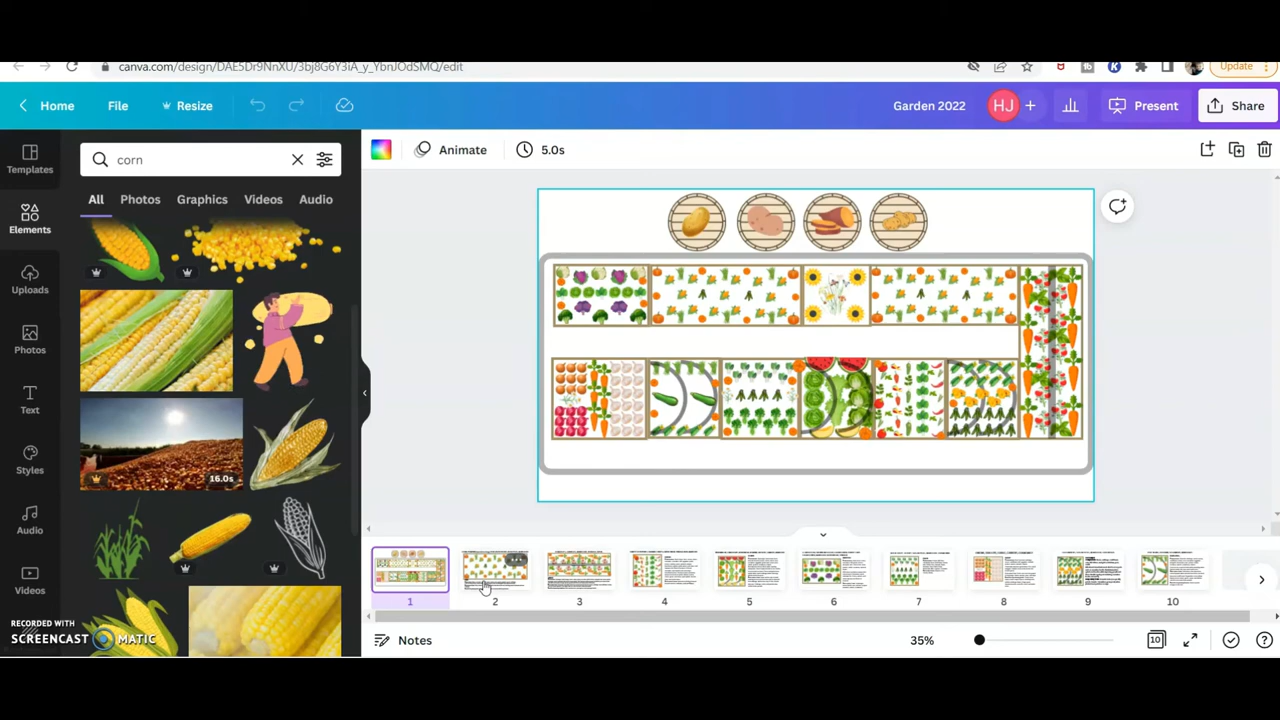 canva.com/design/DAE5Dr9NnXU/3bj8G6Y3iA_y_YbnJOdSMQ/edit
Update
Home
File
Resize
Garden 2022
HJ
Present
Share
Templates
corn
Animate
5.0s
All
Photos
Graphics
Videos
Audio
Elements
Uploads
Photos
Text
16.0s
Styles
Audio
Videos
1
2
3
4
5
6
7
8
9
10
RECORDED WITH
SCREENCAST MATIC
Notes
35%
10